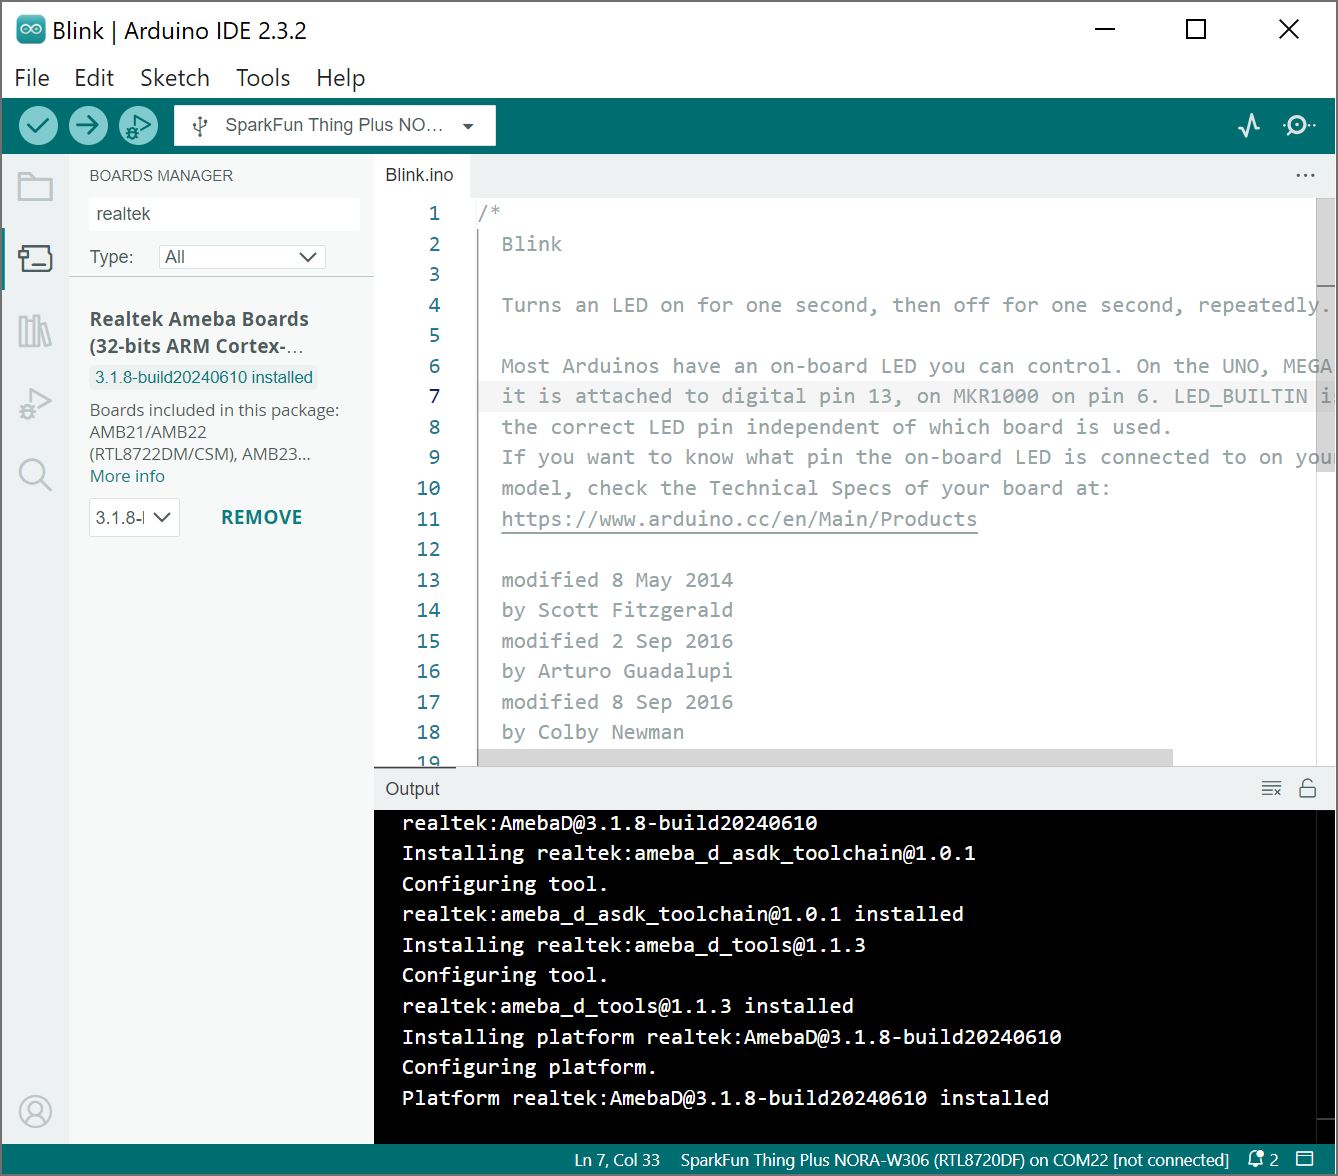 Blink | Arduino IDE 2.3.2
File Edit Sketch Tools Help
SparkFun Thing Plus NO...
BOARDS MANAGER
realtek
Type: All
Realtek Ameba Boards
(32-bits ARM Cortex-...
3.1.8-build20240610 installed
Boards included in this package:
AMB21/AMB22
(RTL8722DM/CSM), AMB23...
More info
3.1.8-l REMOVE
Blink.ino
1 /*
2 Blink
3
4 Turns an LED on for one second, then off for one second, repeatedly.
5
6 Most Arduinos have an on-board LED you can control. On the UNO, MEGA
7 it is attached to digital pin 13, on MKR1000 on pin 6. LED_BUILTIN is
8 the correct LED pin independent of which board is used.
9 If you want to know what pin the on-board LED is connected to on your
10 model, check the Technical Specs of your board at:
11 https://www.arduino.cc/en/Main/Products
12
13 modified 8 May 2014
14 by Scott Fitzgerald
15 modified 2 Sep 2016
16 by Arturo Guadalupi
17 modified 8 Sep 2016
18 by Colby Newman
19
Output
realtek:AmebaD@3.1.8-build20240610
Installing realtek:ameba_d_asdk_toolchain@1.0.1
Configuring tool.
realtek:ameba_d_asdk_toolchain@1.0.1 installed
Installing realtek:ameba_d_tools@1.1.3
Configuring tool.
realtek:ameba_d_tools@1.1.3 installed
Installing platform realtek:AmebaD@3.1.8-build20240610
Configuring platform.
Platform realtek:AmebaD@3.1.8-build20240610 installed
Ln 7, Col 33 SparkFun Thing Plus NORA-W306 (RTL8720DF) on COM22 [not connected] 2